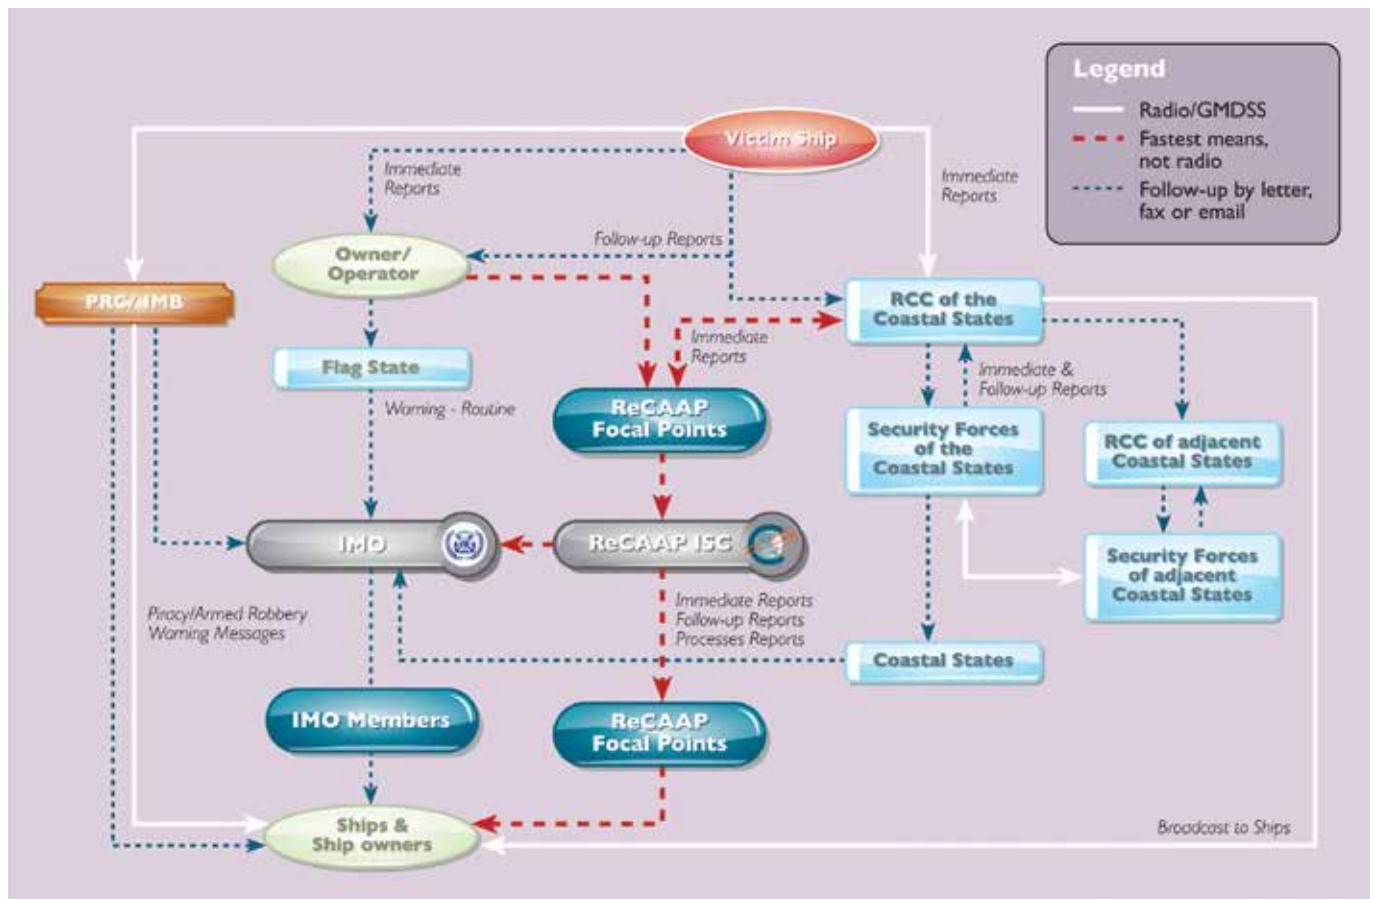 Legend
Radio/GMDSS
Fastest means,
not radio
Follow-up by letter,
fax or email
Victim Ship
Immediate
Reports
Immediate
Reports
Follow-up Reports
Owner/
Operator
PRC/IMB
RCC of the
Coastal States
Immediate
Reports
Flag State
Immediate &
Follow-up Reports
Warning - Routine
ReCAAP
Focal Points
Security Forces
of the
Coastal States
RCC of adjacent
Coastal States
IMO
ReCAAP ISC
Security Forces
of adjacent
Coastal States
Piracy/Armed Robbery
Warning Messages
Immediate Reports
Follow-up Reports
Processes Reports
Coastal States
IMO Members
ReCAAP
Focal Points
Ships &
Ship owners
Broadcast to Ships